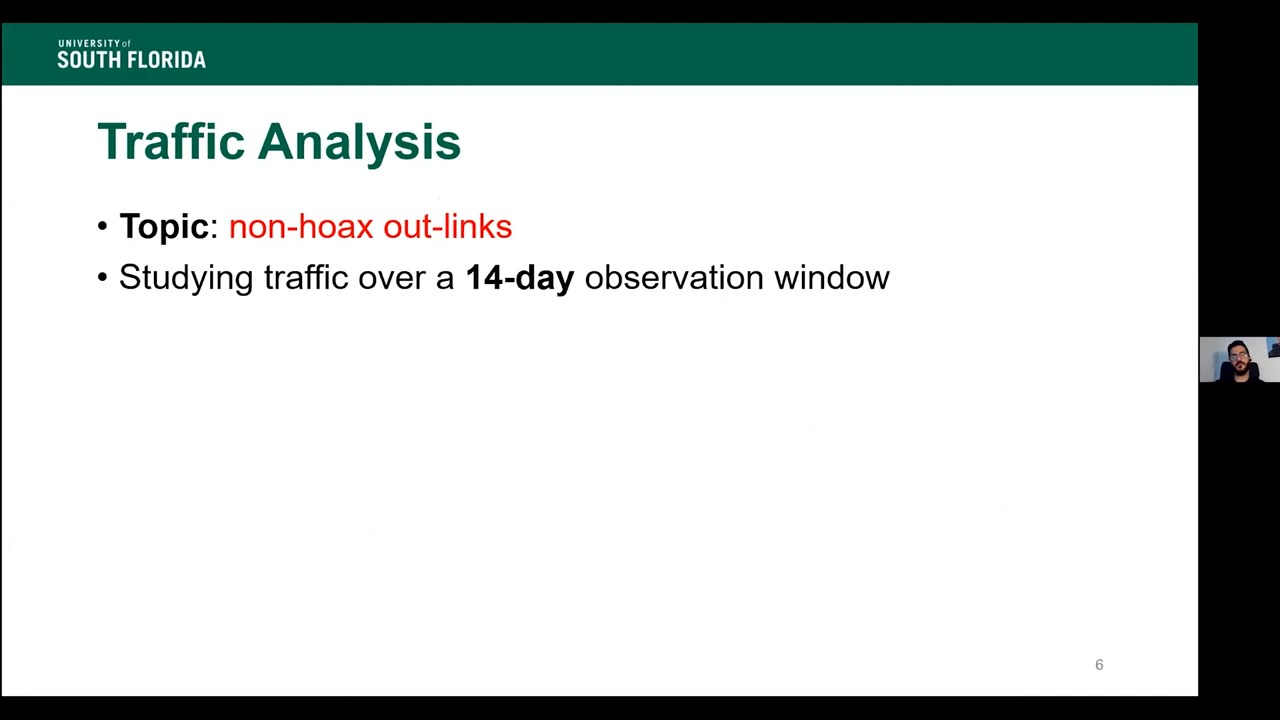 UNIVERSITY of
SOUTH FLORIDA
Traffic Analysis
• Topic: non-hoax out-links
• Studying traffic over a 14-day observation window
6